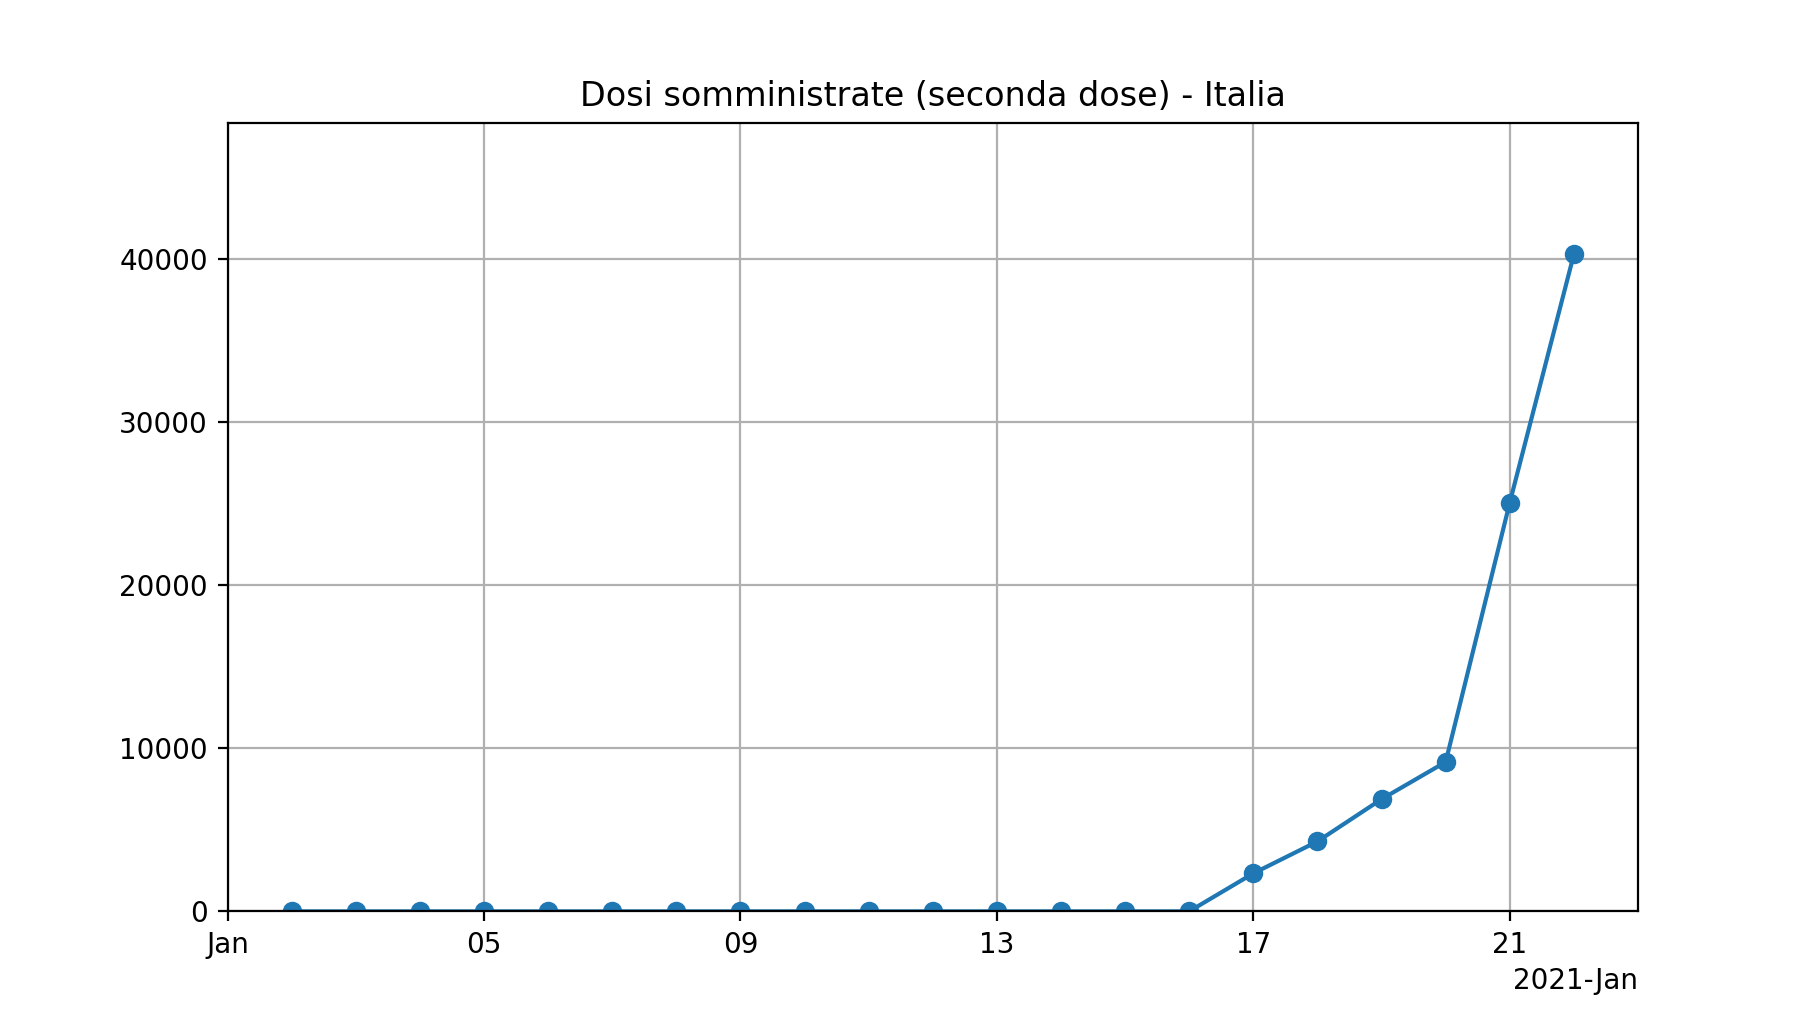 Dosi somministrate (seconda dose) - Italia
40000
30000
20000
10000
0
Jan 05 09 13 17 21
2021-Jan